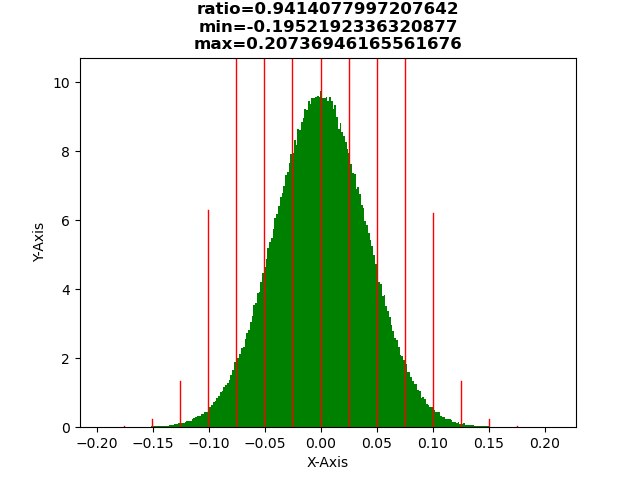 ratio=0.9414077997207642
min=-0.1952192336320877
max=0.20736946165561676
10
8
6
4
2
0
Y-Axis
−0.20 −0.15 −0.10 −0.05 0.00 0.05 0.10 0.15 0.20
X-Axis